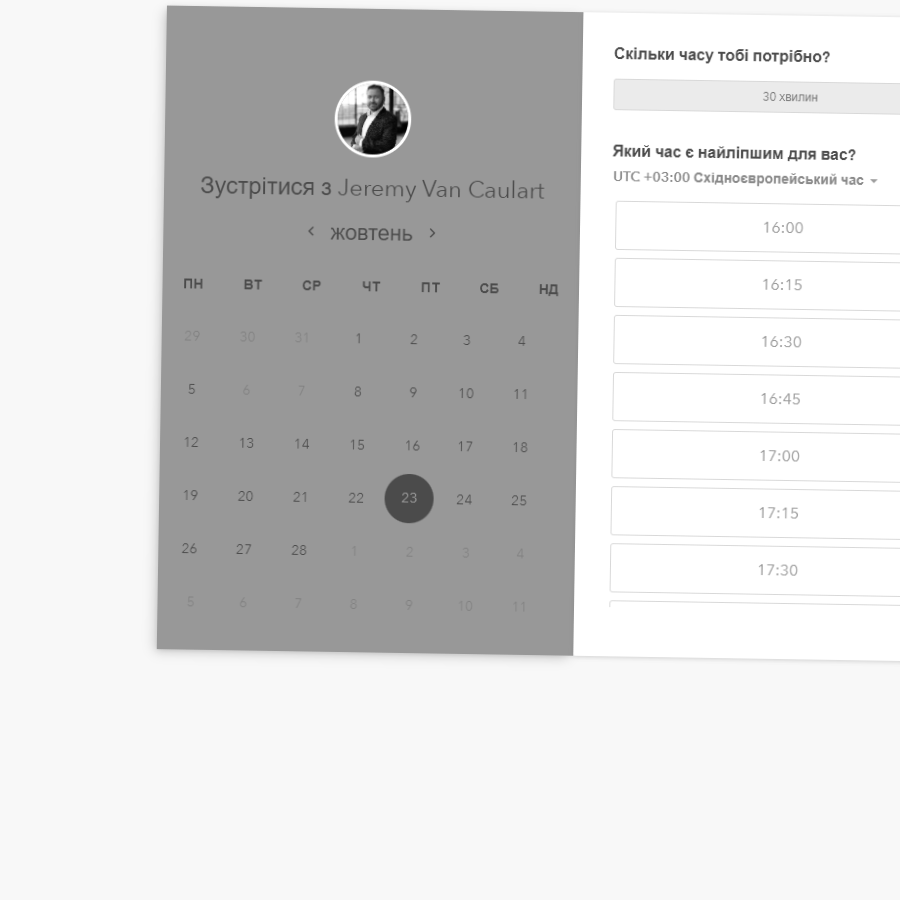 Зустрітися з Jeremy Van Caulart
жовтень
ПН ВТ СР ЧТ ПТ СБ НД
29 30 31 1 2 3 4
5 6 7 8 9 10 11
12 13 14 15 16 17 18
19 20 21 22 23 24 25
26 27 28 1 2 3 4
5 6 7 8 9 10 11
Скільки часу тобі потрібно?
30 хвилин
Який час є найліпшим для вас?
UTC +03:00 Східноєвропейський час
16:00
16:15
16:30
16:45
17:00
17:15
17:30